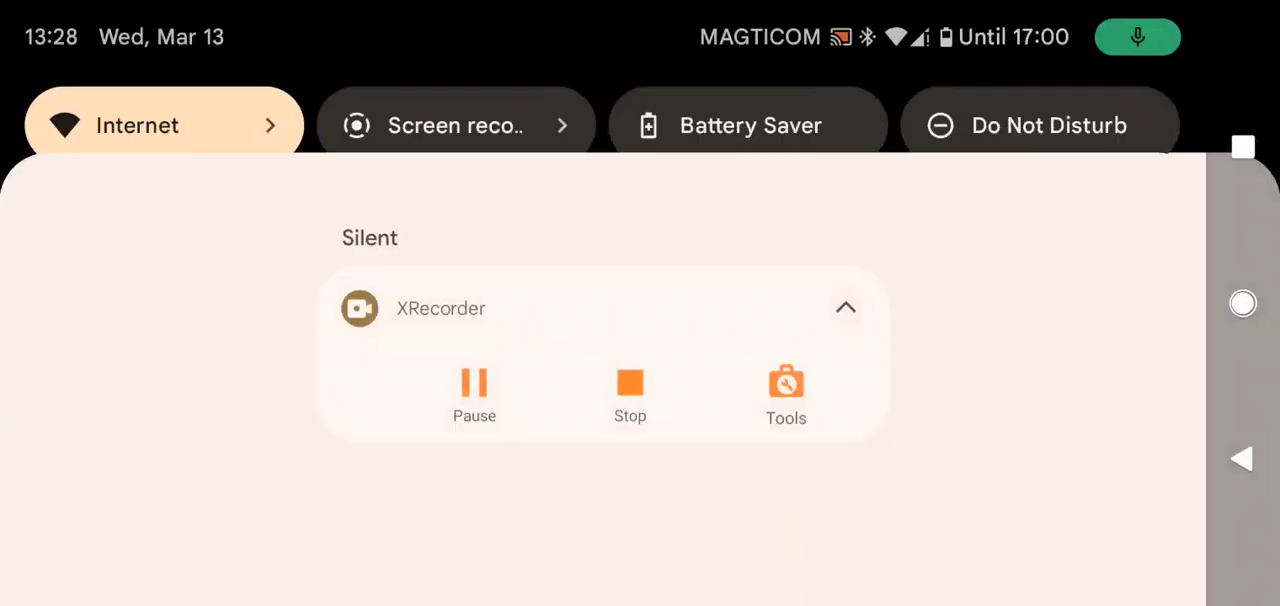 13:28 Wed, Mar 13 MAGTICOM Until 17:00
Internet Screen reco.. Battery Saver Do Not Disturb
Silent
XRecorder
Pause Stop Tools